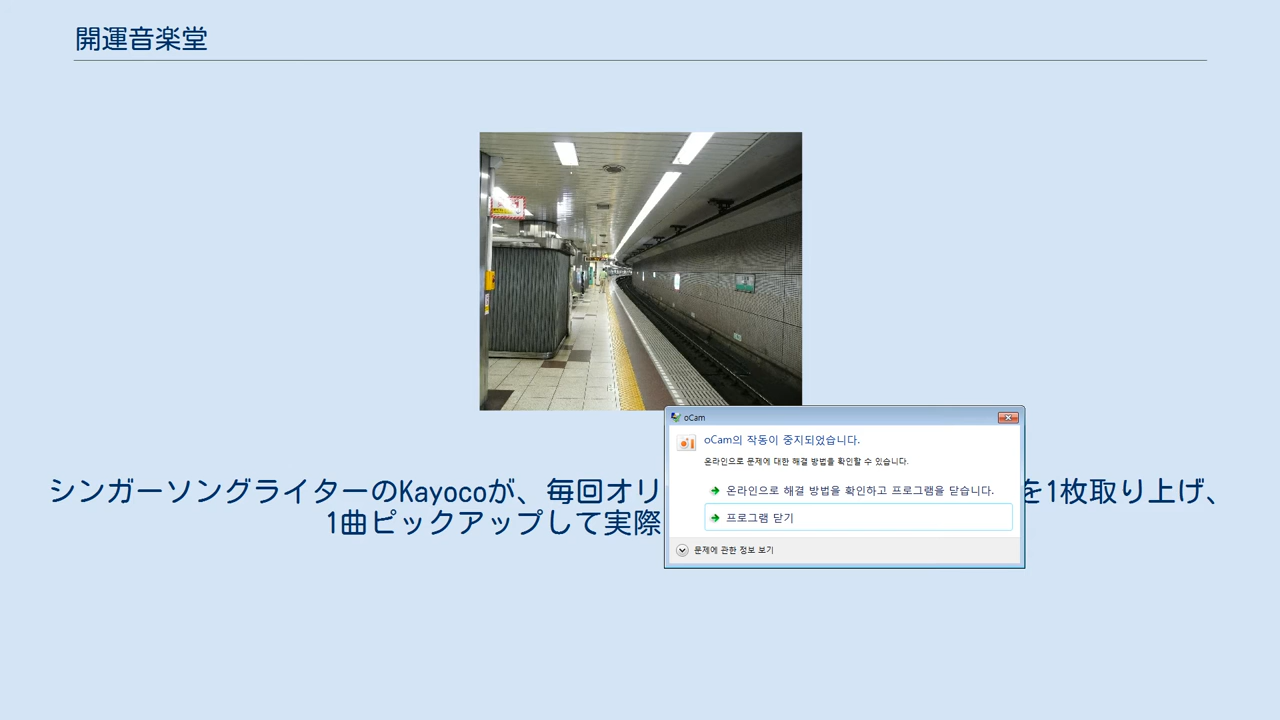 開運音楽堂
シンガーソングライターのKayocoが、毎回オリ
を1枚取り上げ、
1曲ピックアップして実際
oCam
oCam의 작동이 중지되었습니다.
온라인으로 문제에 대한 해결 방법을 확인할 수 있습니다.
온라인으로 해결 방법을 확인하고 프로그램을 닫습니다.
프로그램 닫기
문제에 관한 정보 보기